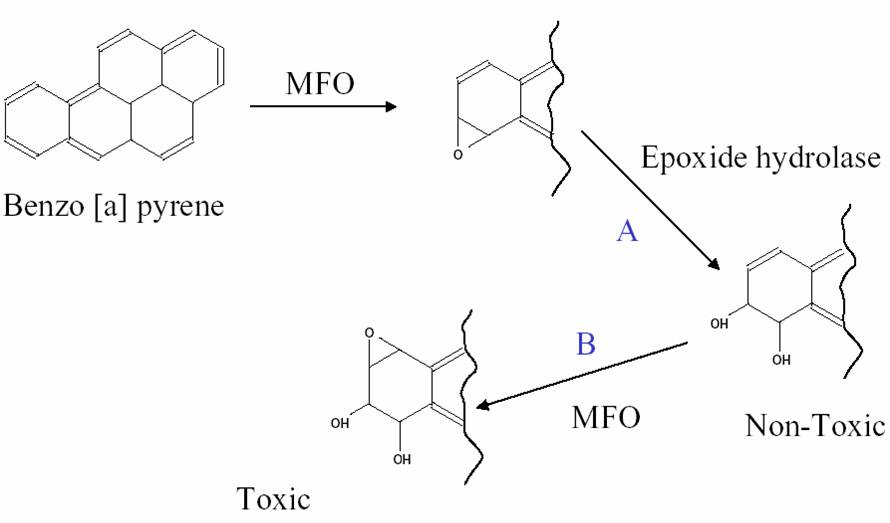 MFO
O
Epoxide hydrolase
Benzo [a] pyrene
A
OH
OH
Non-Toxic
B
MFO
O
OH
OH
Toxic